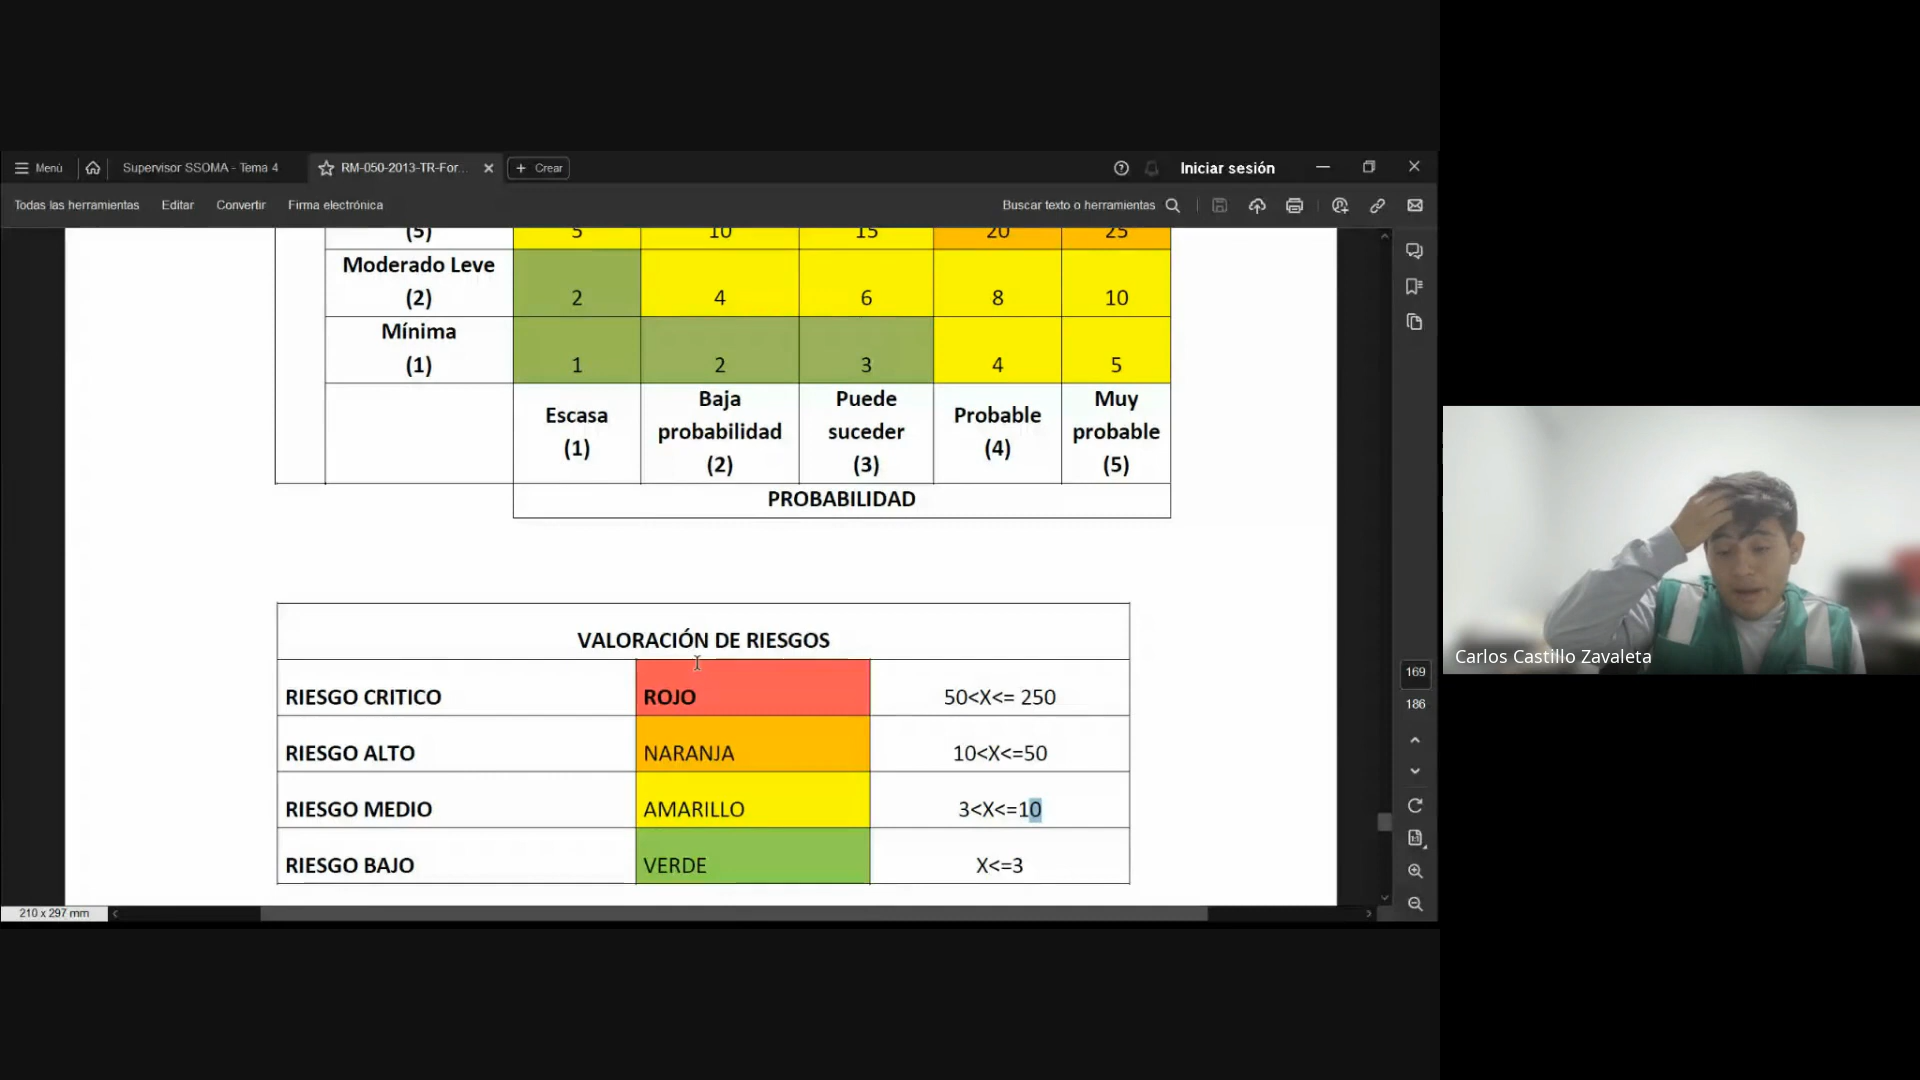 Menú
Supervisor SSOMA - Tema 4
RM-050-2013-TR-For...
+ Crear
Iniciar sesión
Todas las herramientas Editar Convertir Firma electrónica
Buscar texto o herramientas
(5) 5 10 15 20 25
Moderado Leve
(2) 2 4 6 8 10
Mínima
(1) 1 2 3 4 5
Escasa
(1)
Baja
probabilidad
(2)
Puede
suceder
(3)
Probable
(4)
Muy
probable
(5)
PROBABILIDAD
VALORACIÓN DE RIESGOS
RIESGO CRITICO ROJO 50<X<= 250
RIESGO ALTO NARANJA 10<X<=50
RIESGO MEDIO AMARILLO 3<X<=10
RIESGO BAJO VERDE X<=3
169
186
210 x 297 mm
Carlos Castillo Zavaleta